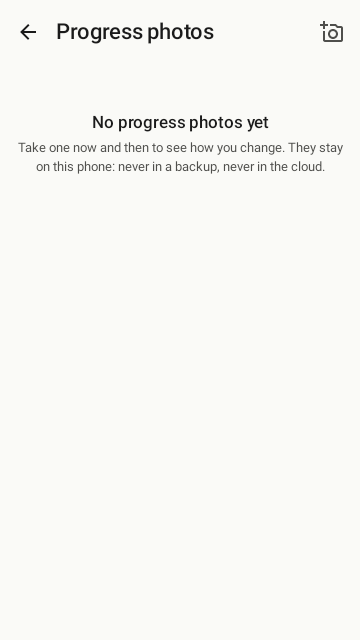 Progress photos
No progress photos yet
Take one now and then to see how you change. They stay
on this phone: never in a backup, never in the cloud.